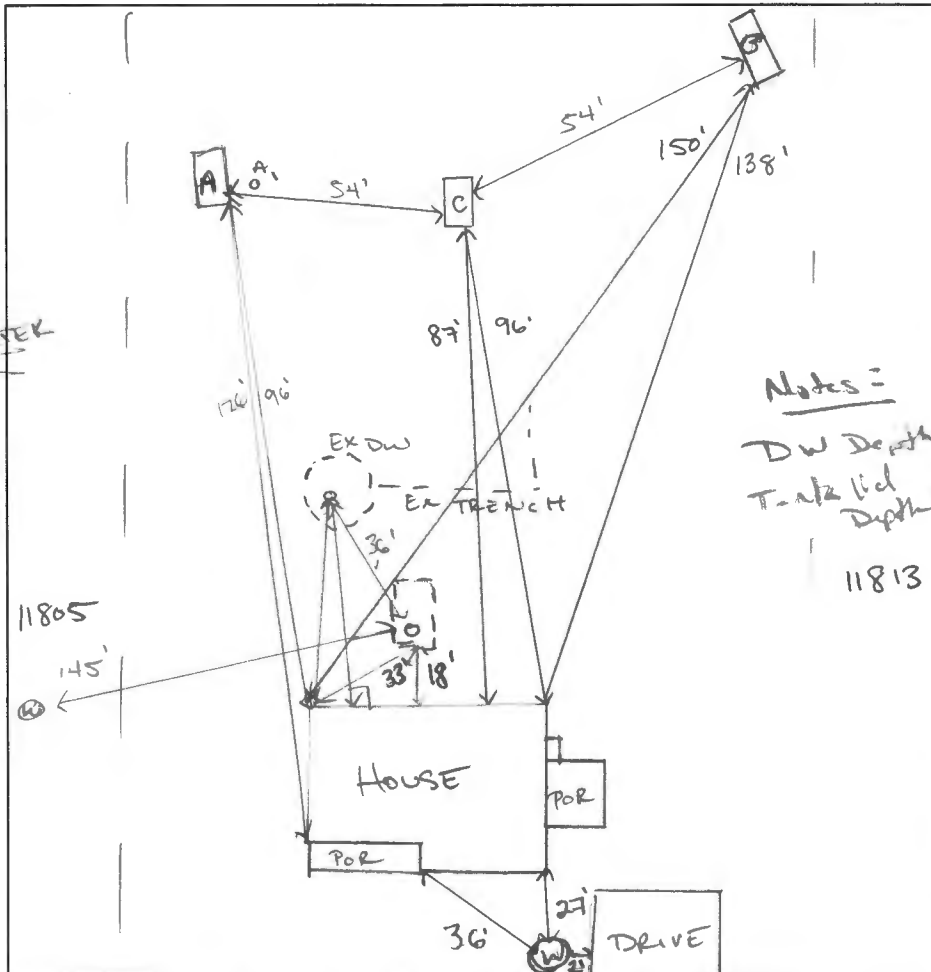 54'
150'
138'
A
54'
C
87'
96'
96'
Notes =
DW Depth
Tank lid
Depth
11813
Ex DW
Ex TRENCH
36'
11805
145'
W
33'
18'
HOUSE
POR
POR
36'
27'
W
DRIVE